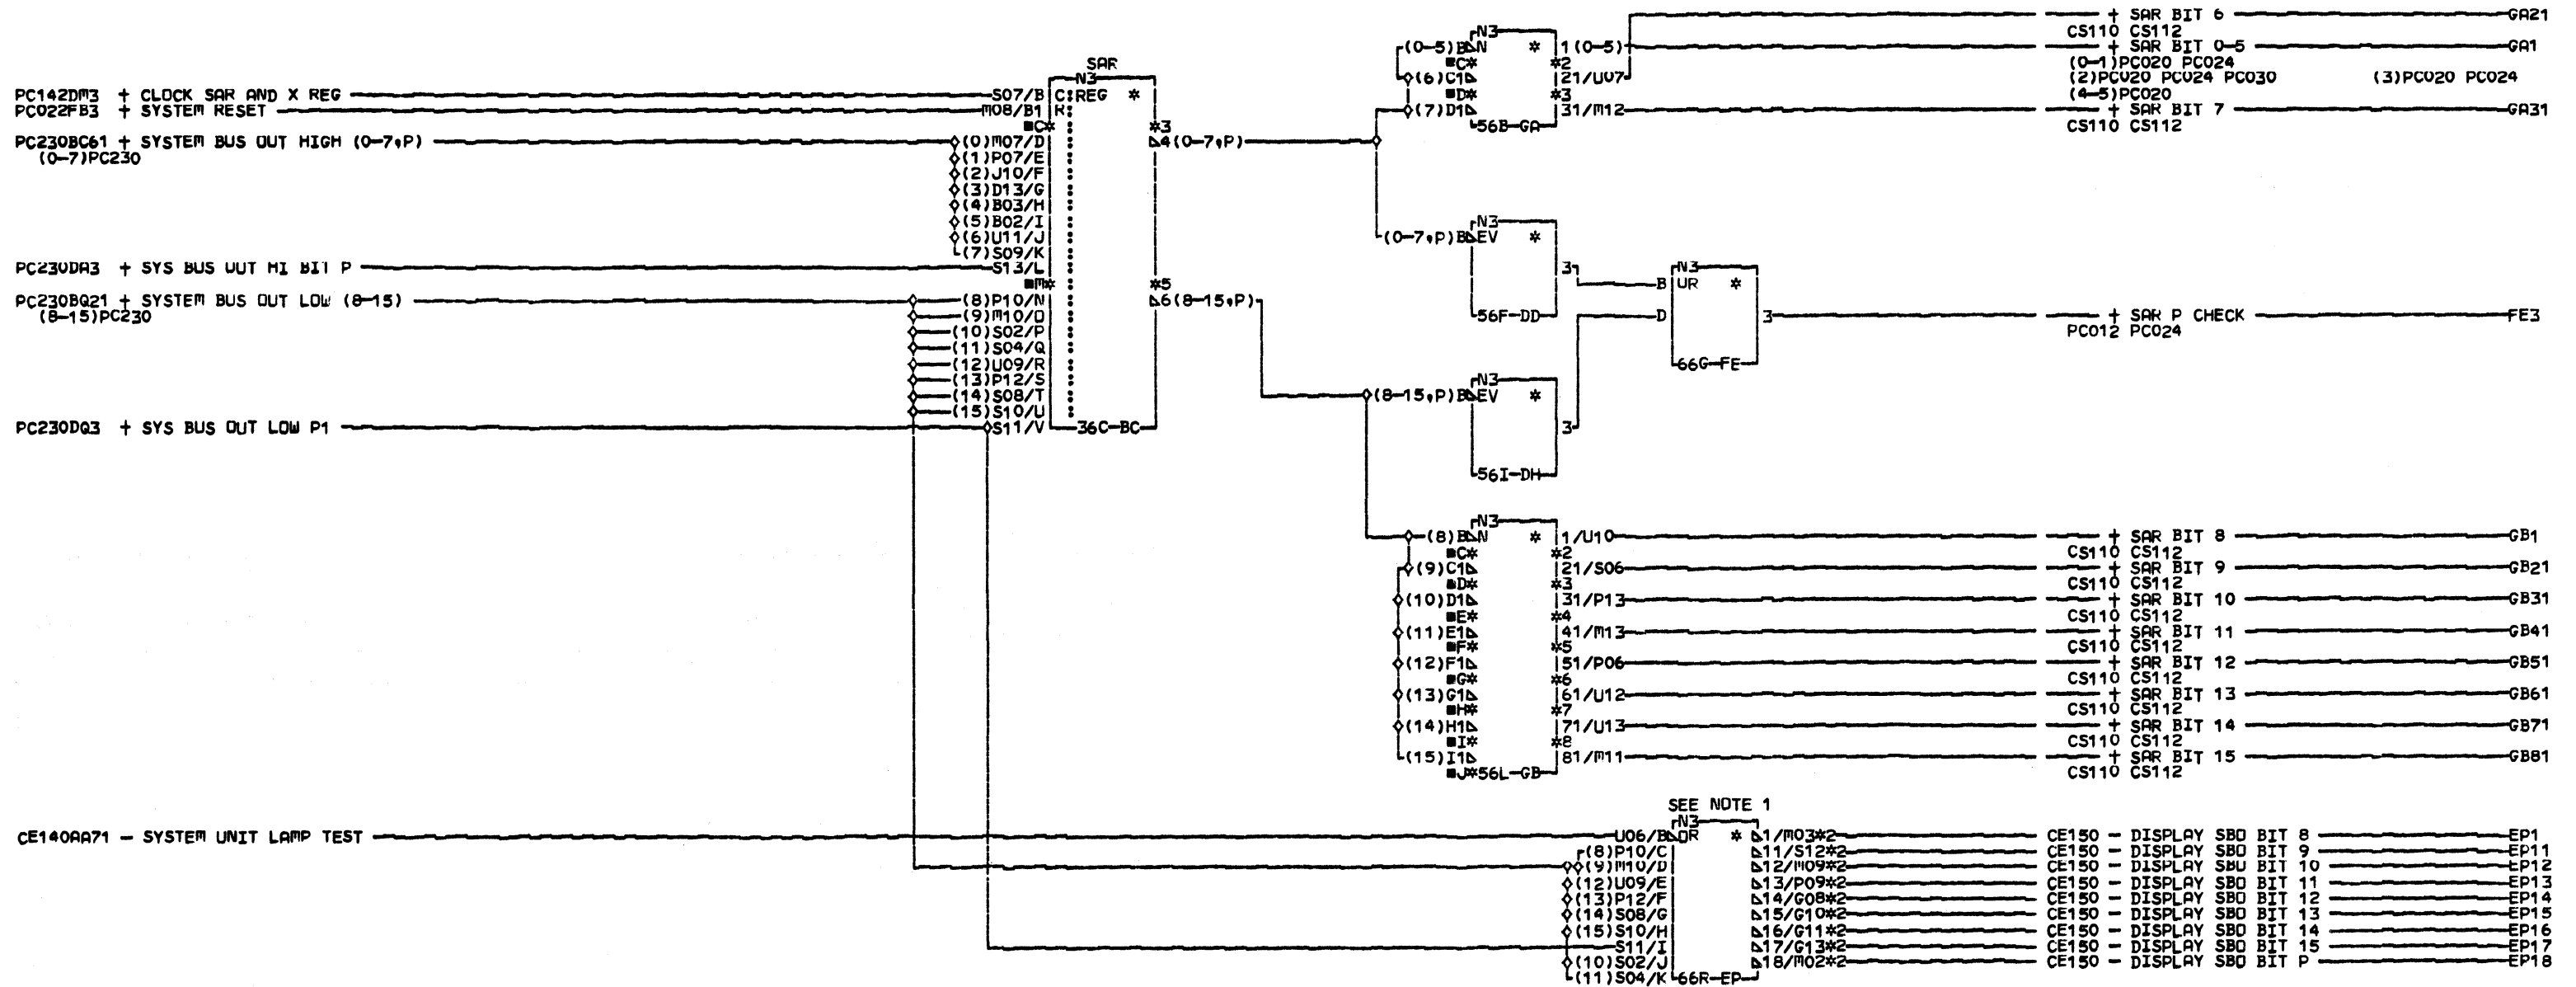 PC142DM3 + CLOCK SAR AND X REG
PC022FB3 + SYSTEM RESET
PC230BC61 + SYSTEM BUS OUT HIGH (0-7,P)
(0-7)PC230
PC230DA3 + SYS BUS OUT HI BIT P
PC230BQ21 + SYSTEM BUS OUT LOW (8-15)
(8-15)PC230
PC230DQ3 + SYS BUS OUT LOW P1
CE140AA71 - SYSTEM UNIT LAMP TEST
SAR
N3
S07/B C REG *
M08/B1 R
■C*
(0)M07/D
(1)P07/E
(2)J10/F
(3)D13/G
(4)B03/H
(5)B02/I
(6)U11/J
(7)S09/K
S13/L
■M*
(8)P10/N
(9)M10/O
(10)S02/P
(11)S04/Q
(12)U09/R
(13)P12/S
(14)S08/T
(15)S10/U
S11/V
36C-BC
*3
4(0-7,P)
*5
6(8-15,P)
N3
(0-5)B N * 1(0-5)
■C* *2
(6)C1 21/U07
■D* *3
(7)D1 31/M12
56B-GA
N3
(0-7,P)B EV *
3
56F-DD
N3
B UR *
D 3
66G-FE
N3
(8-15,P)B EV *
3
56I-DH
N3
(8)B N * 1/U10
■C* *2
(9)C1 21/S06
■D* *3
(10)D1 31/P13
■E* *4
(11)E1 41/M13
■F* *5
(12)F1 51/P06
■G* *6
(13)G1 61/U12
■H* *7
(14)H1 71/U13
■I* *8
(15)I1 81/M11
■J* 56L-GB
SEE NOTE 1
N3
U06/B OR * 1/M03*2
(8)P10/C 11/S12*2
(9)M10/D 12/M09*2
(12)U09/E 13/P09*2
(13)P12/F 14/G08*2
(14)S08/G 15/G10*2
(15)S10/H 16/G11*2
S11/I 17/G13*2
(10)S02/J 18/M02*2
(11)S04/K 66R-EP
+ SAR BIT 6 GA21
CS110 CS112
+ SAR BIT 0-5 GA1
(0-1)PC020 PC024
(2)PC020 PC024 PC030 (3)PC020 PC024
(4-5)PC020
+ SAR BIT 7 GA31
CS110 CS112
+ SAR P CHECK FE3
PC012 PC024
+ SAR BIT 8 GB1
CS110 CS112
+ SAR BIT 9 GB21
CS110 CS112
+ SAR BIT 10 GB31
CS110 CS112
+ SAR BIT 11 GB41
CS110 CS112
+ SAR BIT 12 GB51
CS110 CS112
+ SAR BIT 13 GB61
CS110 CS112
+ SAR BIT 14 GB71
CS110 CS112
+ SAR BIT 15 GB81
CS110 CS112
CE150 - DISPLAY SBO BIT 8 EP1
CE150 - DISPLAY SBO BIT 9 EP11
CE150 - DISPLAY SBO BIT 10 EP12
CE150 - DISPLAY SBO BIT 11 EP13
CE150 - DISPLAY SBO BIT 12 EP14
CE150 - DISPLAY SBO BIT 13 EP15
CE150 - DISPLAY SBO BIT 14 EP16
CE150 - DISPLAY SBO BIT 15 EP17
CE150 - DISPLAY SBO BIT P EP18